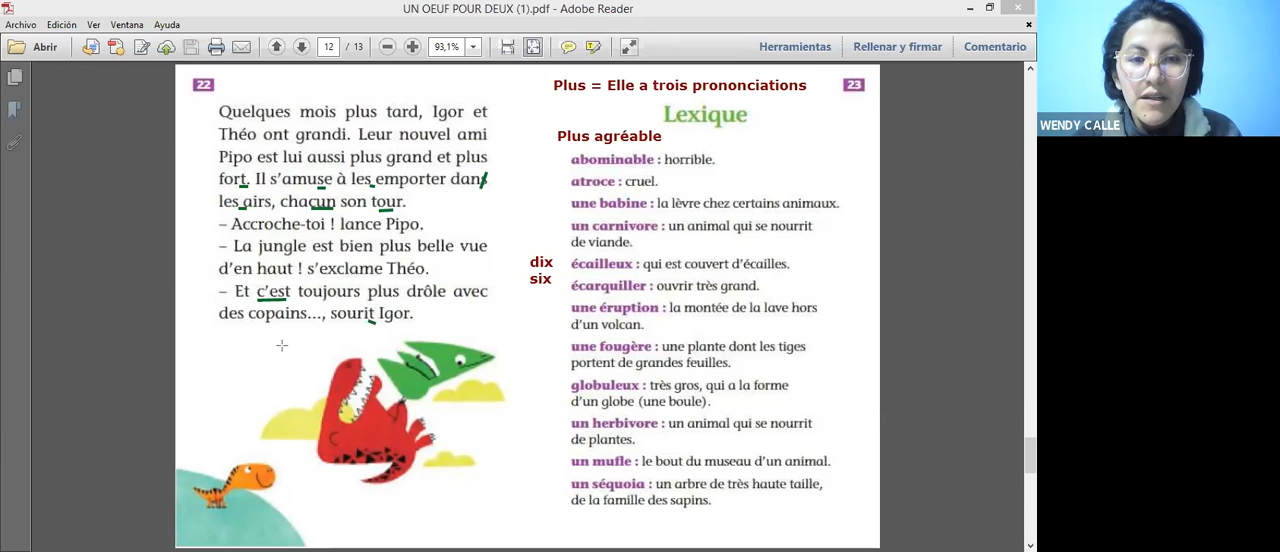 UN OEUF POUR DEUX (1).pdf - Adobe Reader
Archivo Edición Ver Ventana Ayuda
Abrir
12 / 13
93,1%
Herramientas
Rellenar y firmar
Comentario
22
Quelques mois plus tard, Igor et
Théo ont grandi. Leur nouvel ami
Pipo est lui aussi plus grand et plus
fort. Il s'amuse à les emporter dans
les airs, chacun son tour.
– Accroche-toi ! lance Pipo.
– La jungle est bien plus belle vue
d'en haut ! s'exclame Théo.
– Et c'est toujours plus drôle avec
des copains..., sourit Igor.
Plus = Elle a trois prononciations
23
Lexique
Plus agréable
abominable : horrible.
atroce : cruel.
une babine : la lèvre chez certains animaux.
un carnivore : un animal qui se nourrit
de viande.
dix
six
écailleux : qui est couvert d'écailles.
écarquiller : ouvrir très grand.
une éruption : la montée de la lave hors
d'un volcan.
une fougère : une plante dont les tiges
portent de grandes feuilles.
globuleux : très gros, qui a la forme
d'un globe (une boule).
un herbivore : un animal qui se nourrit
de plantes.
un mufle : le bout du museau d'un animal.
un séquoia : un arbre de très haute taille,
de la famille des sapins.
WENDY CALLE